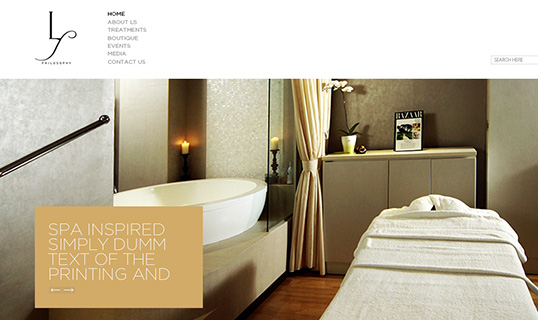 LS
PHILOSOPHY
HOME
ABOUT LS
TREATMENTS
BOUTIQUE
EVENTS
MEDIA
CONTACT US
SEARCH HERE
BAZAAR
SPA INSPIRED
SIMPLY DUMM
TEXT OF THE
PRINTING AND